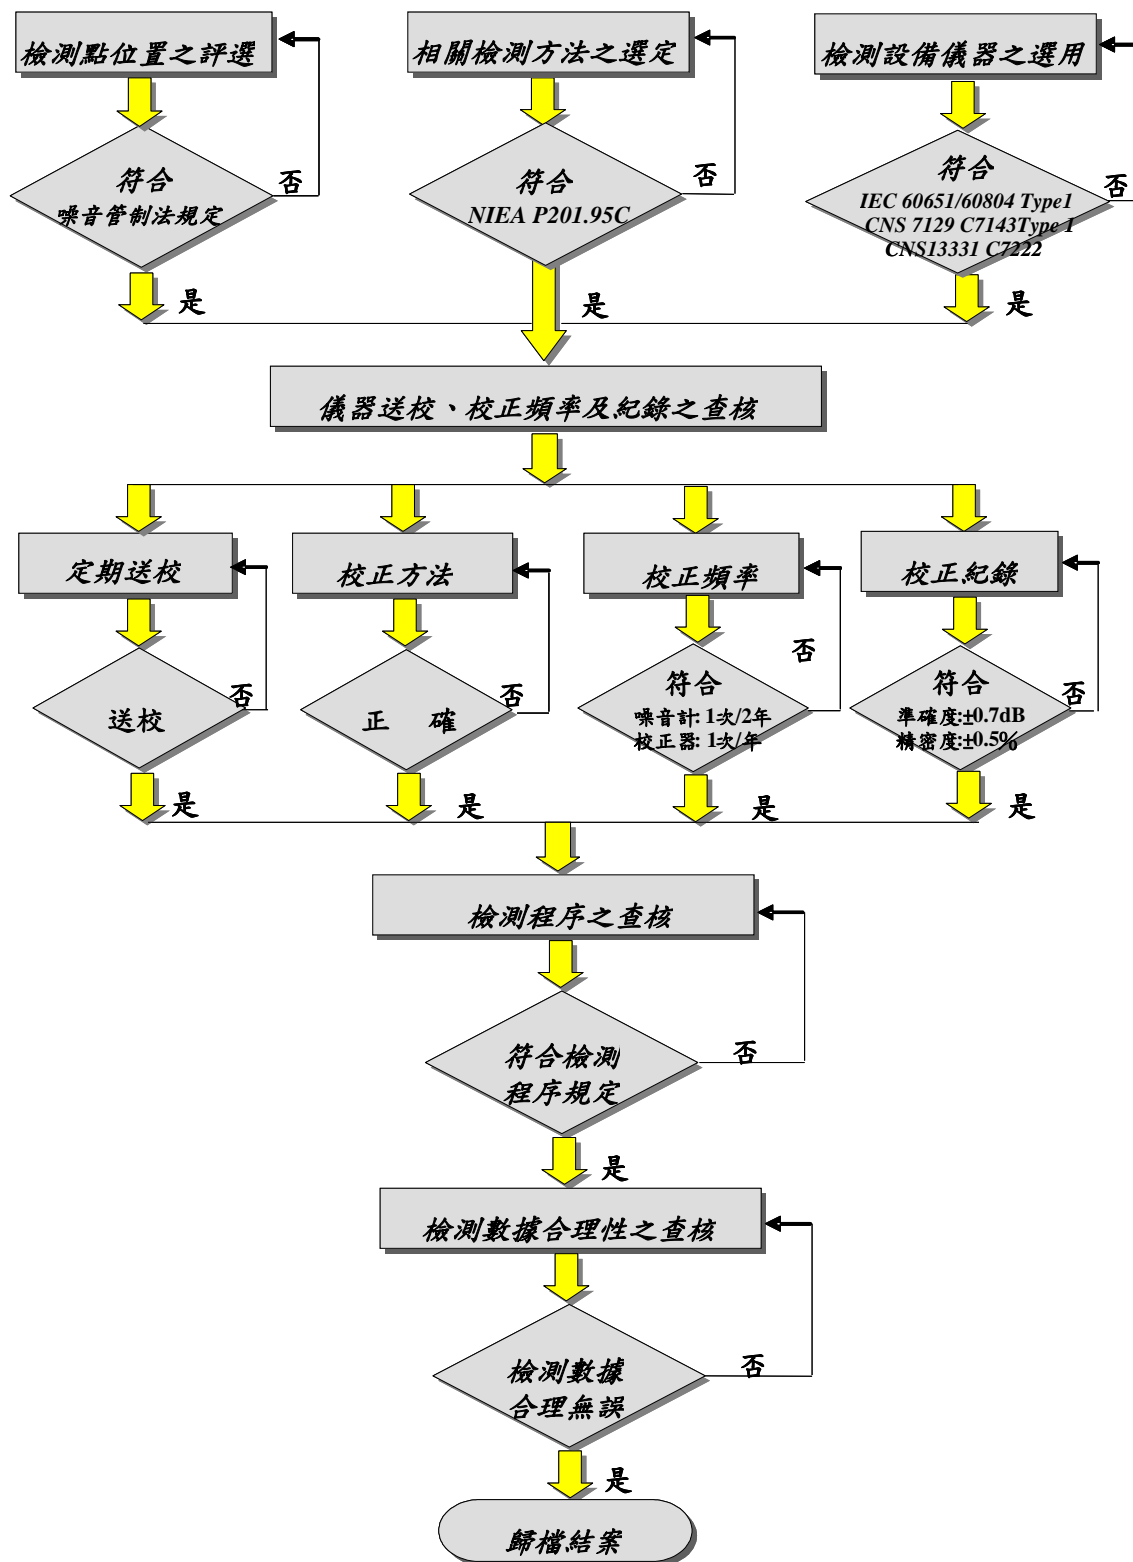 檢測點位置之評選
相關檢測方法之選定
檢測設備儀器之選用
符合
噪音管制法規定
否
符合
NIEA P201.95C
否
符合
IEC 60651/60804 Type1
CNS 7129 C7143Type 1
CNS13331 C7222
否
是
是
是
儀器送校、校正頻率及紀錄之查核
定期送校
校正方法
校正頻率
校正紀錄
送校
否
正 確
否
符合
噪音計: 1次/2年
校正器: 1次/年
否
符合
準確度:±0.7dB
精密度:±0.5%
否
是
是
是
是
檢測程序之查核
符合檢測
程序規定
否
是
檢測數據合理性之查核
檢測數據
合理無誤
否
是
歸檔結案